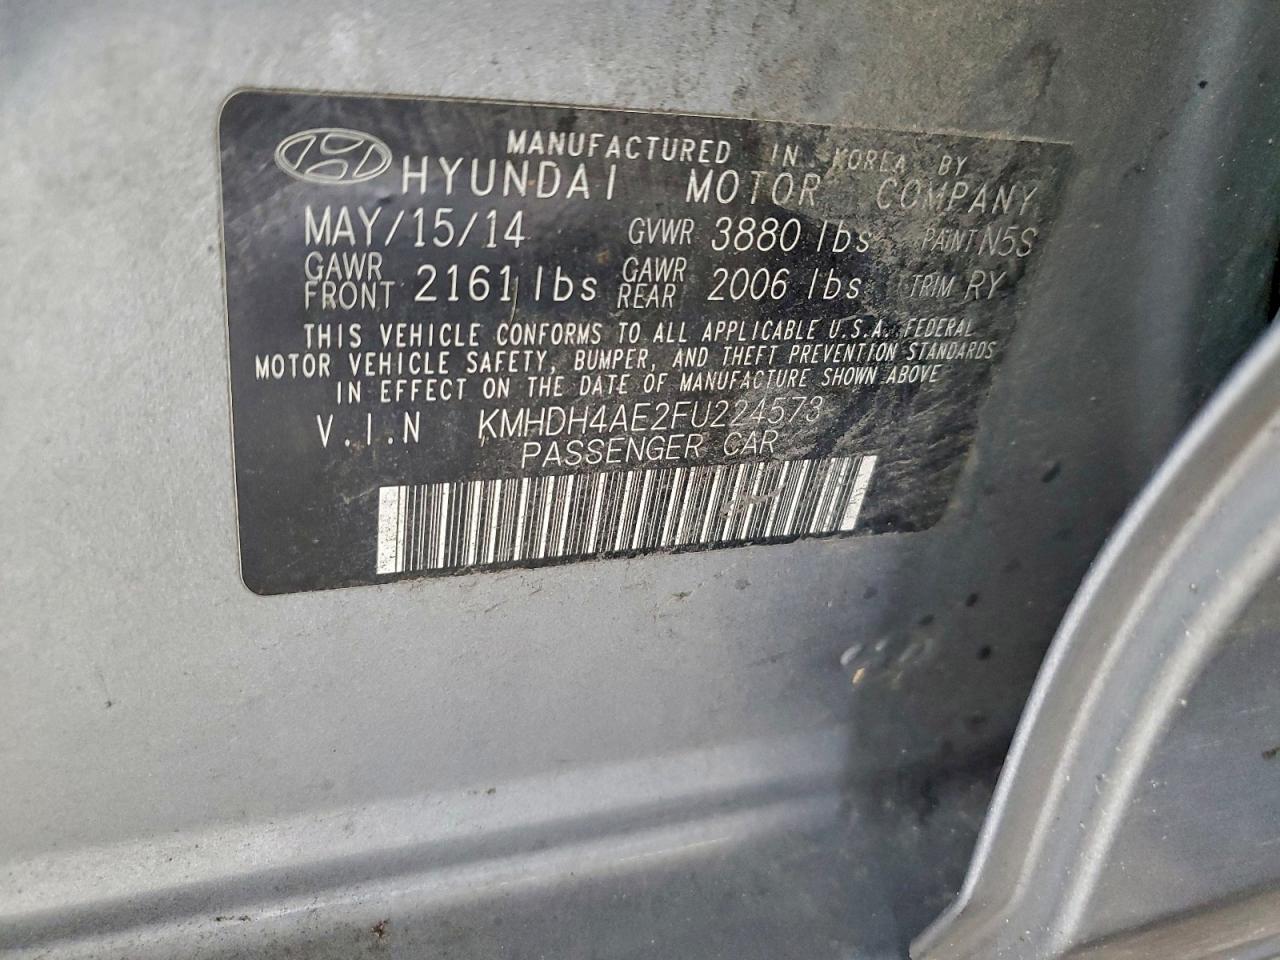 MANUFACTURED IN KOREA BY
HYUNDAI MOTOR COMPANY
MAY/15/14 GVWR 3880 lbs PAINT N5S
GAWR FRONT 2161 lbs GAWR REAR 2006 lbs TRIM RY
THIS VEHICLE CONFORMS TO ALL APPLICABLE U.S.A. FEDERAL
MOTOR VEHICLE SAFETY, BUMPER, AND THEFT PREVENTION STANDARDS
IN EFFECT ON THE DATE OF MANUFACTURE SHOWN ABOVE
V.I.N KMHDH4AE2FU224573
PASSENGER CAR